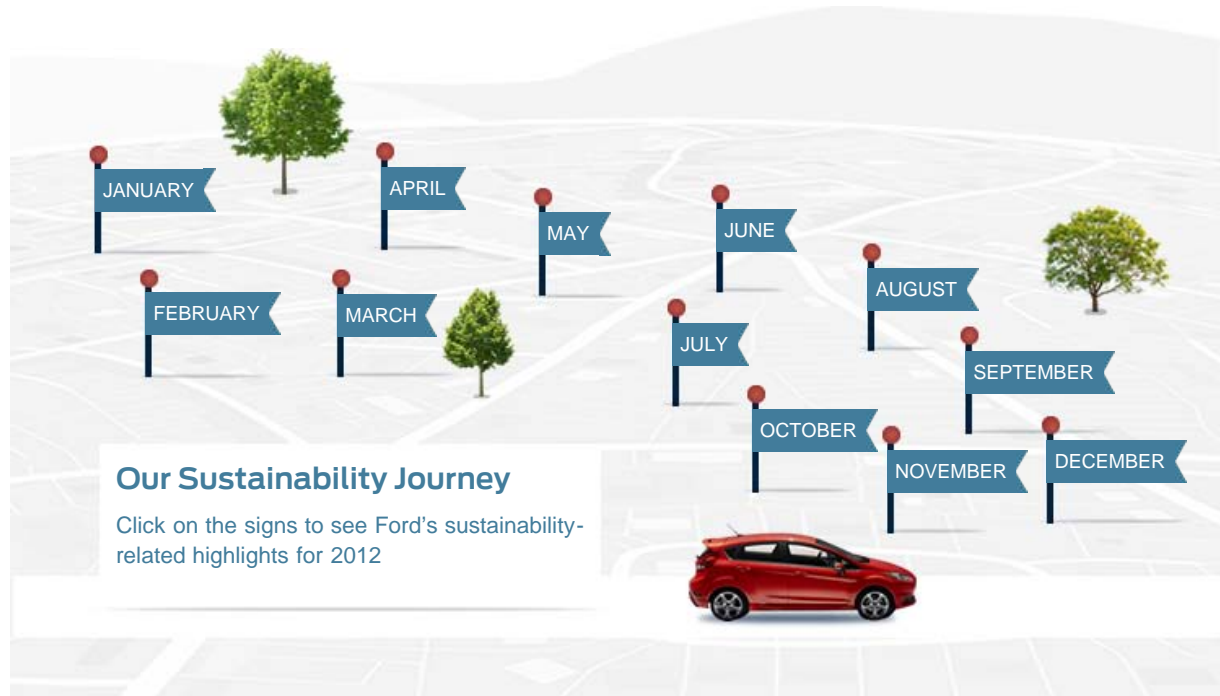 JANUARY
APRIL
MAY
JUNE
AUGUST
FEBRUARY
MARCH
JULY
SEPTEMBER
OCTOBER
NOVEMBER
DECEMBER
Our Sustainability Journey
Click on the signs to see Ford’s sustainability-
related highlights for 2012